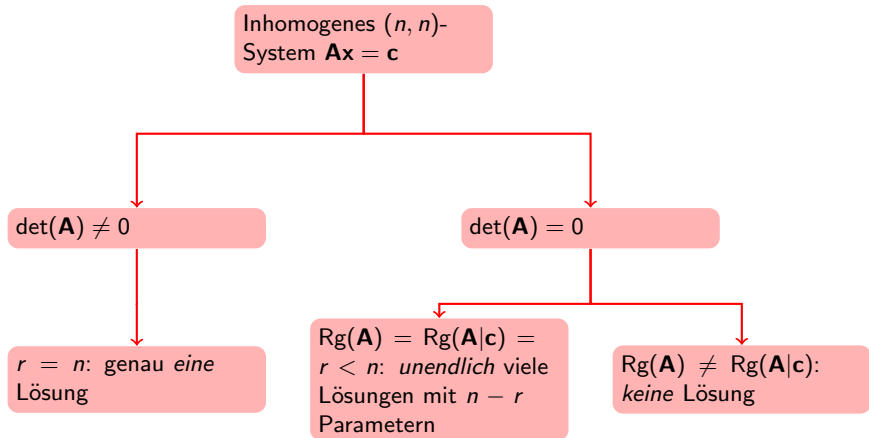 Inhomogenes (n, n)-
System Ax = c
det(A) ≠ 0
det(A) = 0
r = n: genau eine
Lösung
Rg(A) = Rg(A|c) =
r < n: unendlich viele
Lösungen mit n − r
Parametern
Rg(A) ≠ Rg(A|c):
keine Lösung